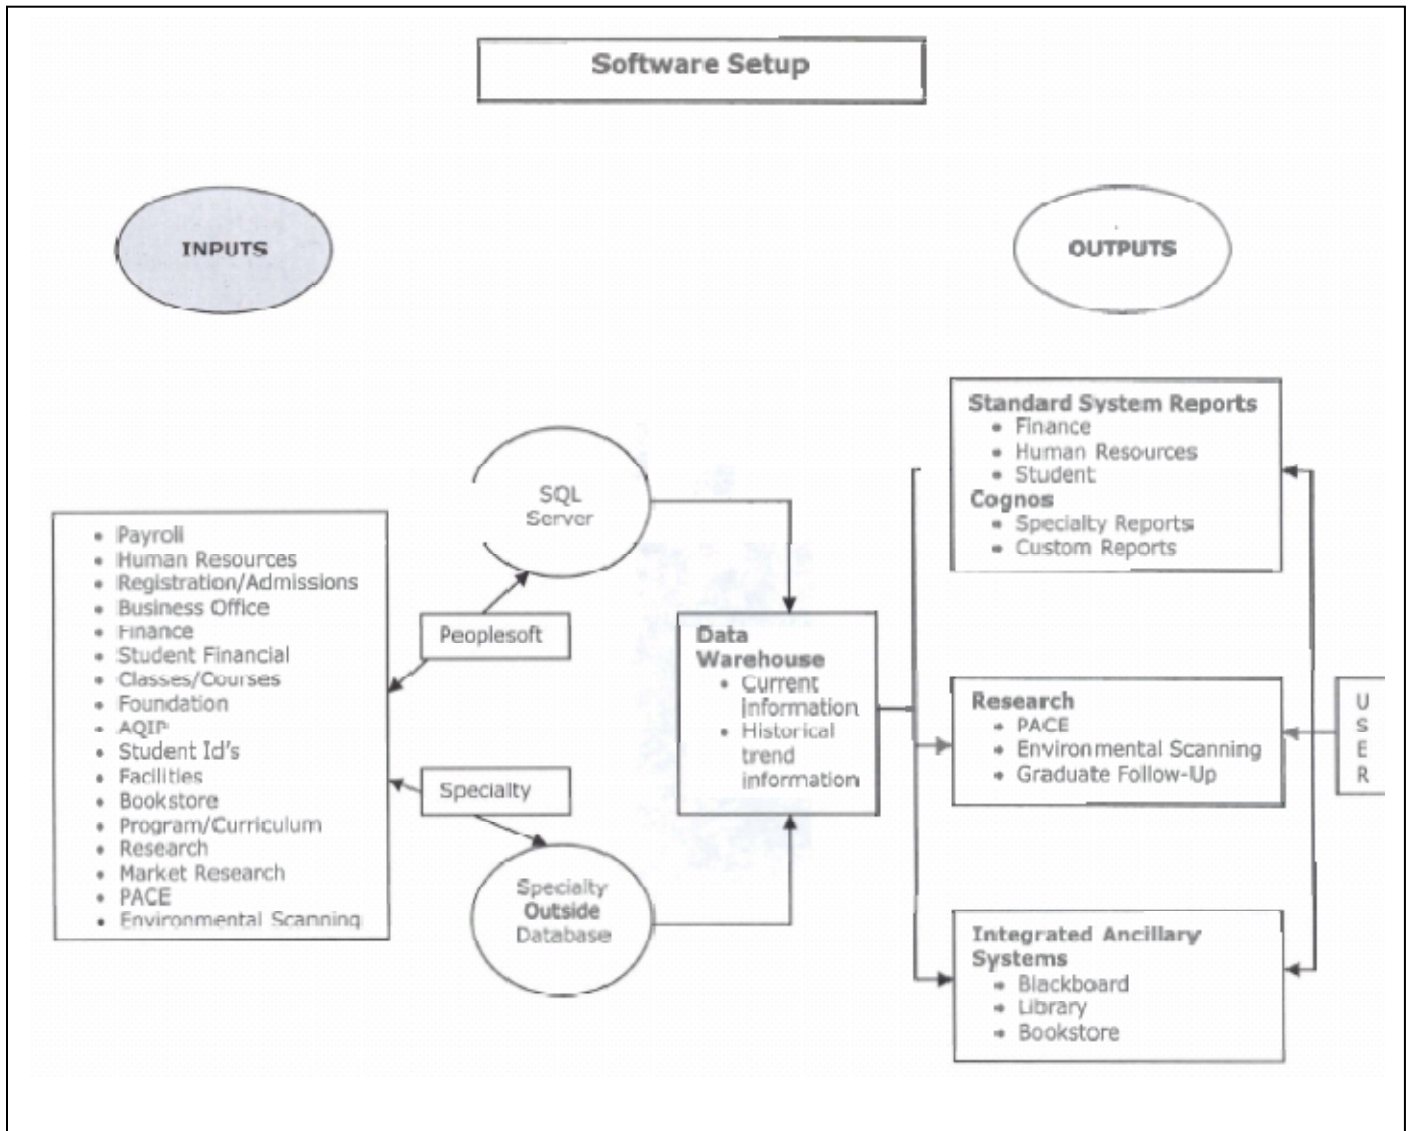 Software Setup
INPUTS
OUTPUTS
• Payroll
• Human Resources
• Registration/Admissions
• Business Office
• Finance
• Student Financial
• Classes/Courses
• Foundation
• AQIP
• Student Id's
• Facilities
• Bookstore
• Program/Curriculum
• Research
• Market Research
• PACE
• Environmental Scanning
SQL
Server
Peoplesoft
Specialty
Specialty
Outside
Database
Data
Warehouse
• Current
information
• Historical
trend
information
Standard System Reports
• Finance
• Human Resources
• Student
Cognos
• Specialty Reports
• Custom Reports
Research
• PACE
• Environmental Scanning
• Graduate Follow-Up
Integrated Ancillary
Systems
• Blackboard
• Library
• Bookstore
U
S
E
R